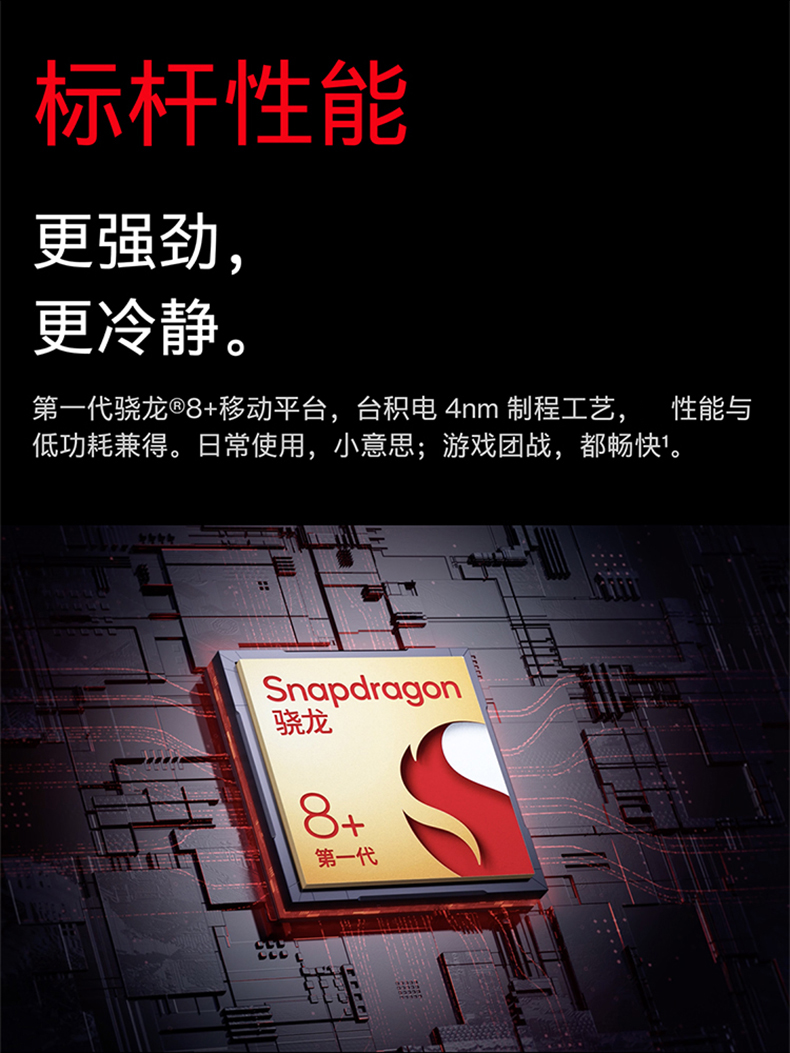 标杆性能
更强劲，
更冷静。
第一代骁龙®8+移动平台，台积电 4nm 制程工艺， 性能与
低功耗兼得。日常使用，小意思；游戏团战，都畅快¹。
Snapdragon
骁龙
8+
第一代